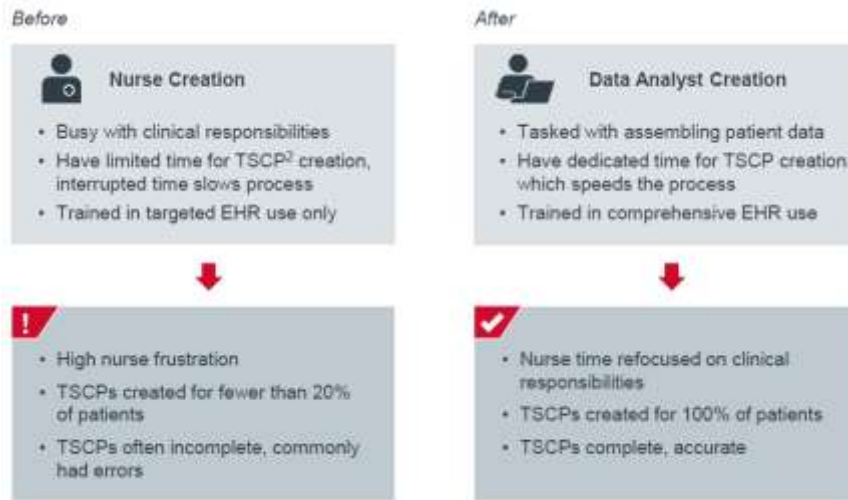 Before
Nurse Creation
• Busy with clinical responsibilities
• Have limited time for TSCP² creation,
interrupted time slows process
• Trained in targeted EHR use only
!
• High nurse frustration
• TSCPs created for fewer than 20%
of patients
• TSCPs often incomplete, commonly
had errors
After
Data Analyst Creation
• Tasked with assembling patient data
• Have dedicated time for TSCP creation
which speeds the process
• Trained in comprehensive EHR use
• Nurse time refocused on clinical
responsibilities
• TSCPs created for 100% of patients
• TSCPs complete, accurate